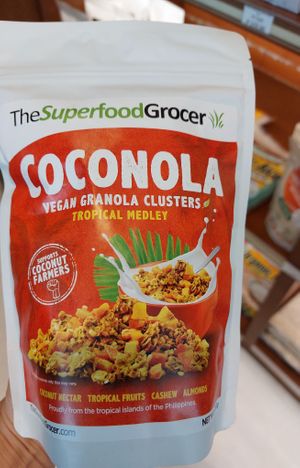 TheSuperfoodGrocer
COCONOLA
VEGAN GRANOLA CLUSTERS
TROPICAL MEDLEY
SUPPORTS
COCONUT
FARMERS
COCONUT NECTAR TROPICAL FRUITS CASHEW ALMONDS
Proudly from the tropical islands of the Philippines.
Grocer.com
NET